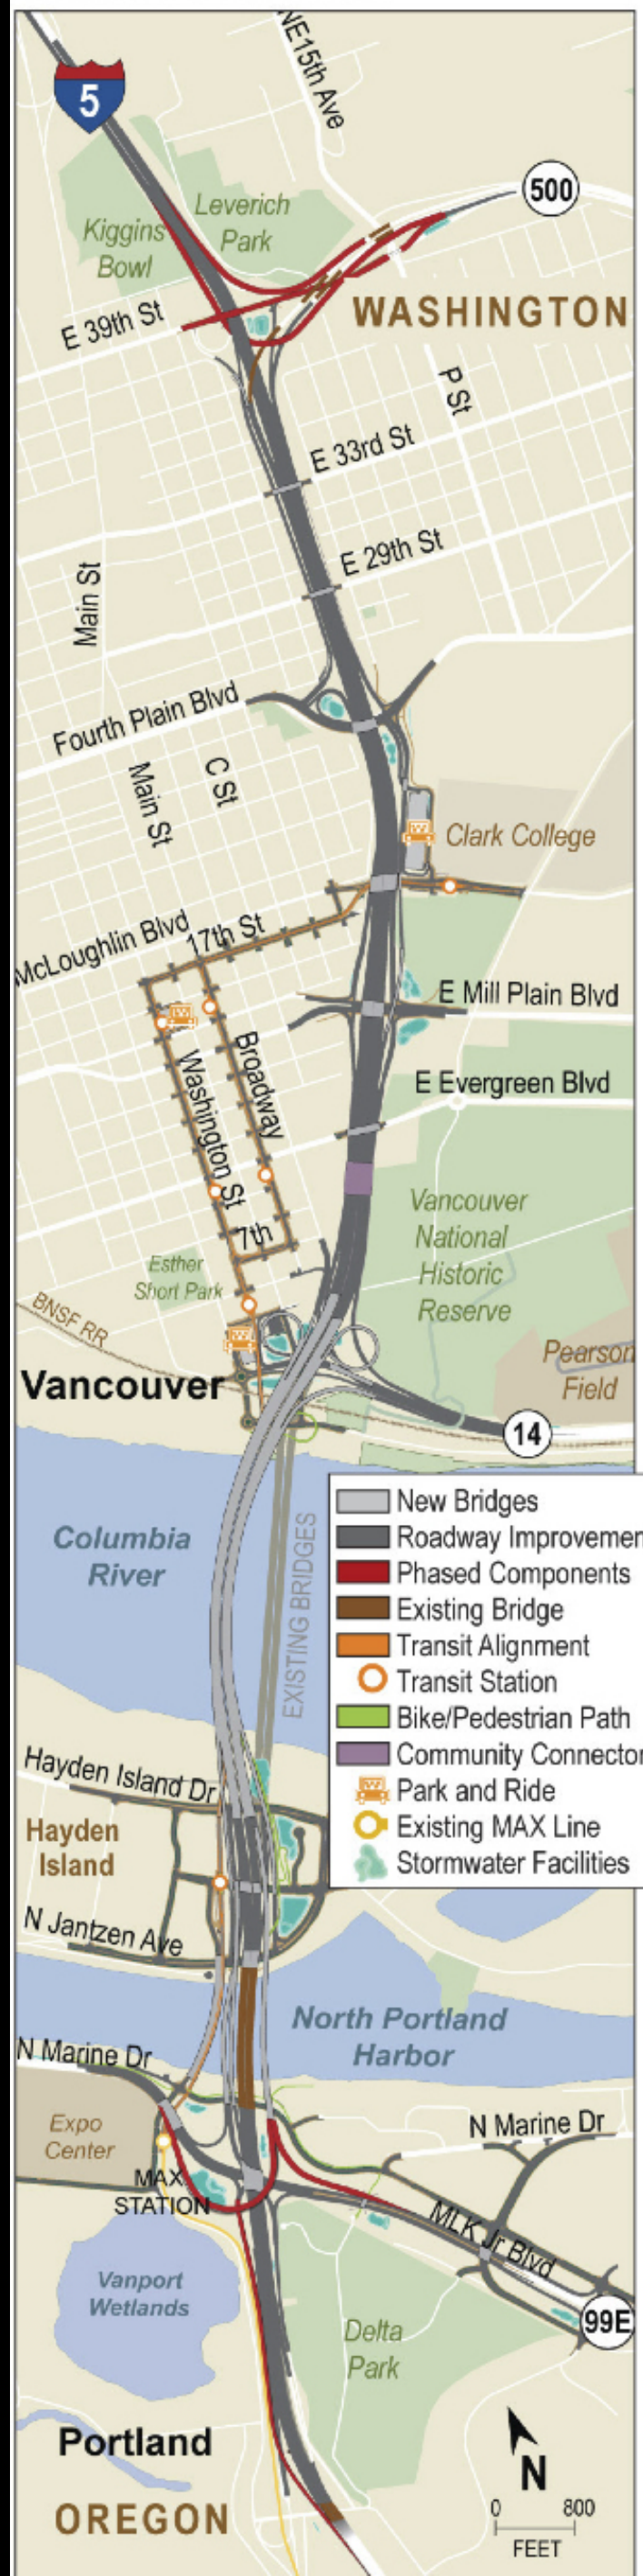 NE15th Ave
5
500
Leverich
Park
Kiggins
Bowl
WASHINGTON
E 39th St
P St
E 33rd St
E 29th St
Main St
Fourth Plain Blvd
C St
Main St
Clark College
McLoughlin Blvd
17th St
E Mill Plain Blvd
Broadway
Washington St
E Evergreen Blvd
7th
Vancouver
National
Historic
Reserve
Esther
Short Park
BNSF RR
Pearson
Field
Vancouver
14
Columbia
River
EXISTING BRIDGES
New Bridges
Roadway Improvemen
Phased Components
Existing Bridge
Transit Alignment
Transit Station
Bike/Pedestrian Path
Community Connector
Park and Ride
Existing MAX Line
Stormwater Facilities
Hayden Island Dr
Hayden
Island
N Jantzen Ave
North Portland
Harbor
N Marine Dr
N Marine Dr
Expo
Center
MAX
STATION
MLK Jr Blvd
99E
Vanport
Wetlands
Delta
Park
Portland
OREGON
N
0 800
FEET